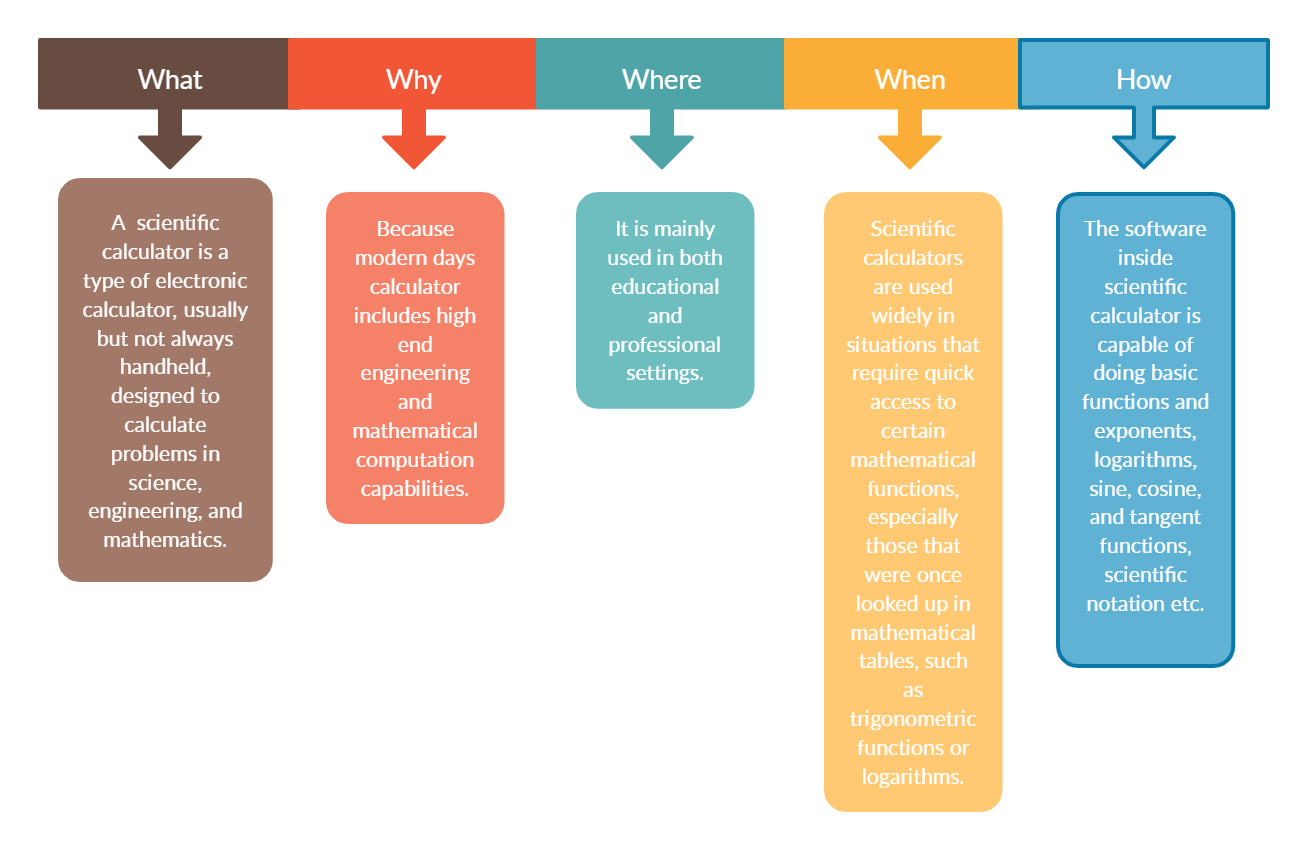 What
Why
Where
When
How
A scientific
calculator is a
type of electronic
calculator, usually
but not always
handheld,
designed to
calculate
problems in
science,
engineering, and
mathematics.
Because
modern days
calculator
includes high
end
engineering
and
mathematical
computation
capabilities.
It is mainly
used in both
educational
and
professional
settings.
Scientific
calculators
are used
widely in
situations that
require quick
access to
certain
mathematical
functions,
especially
those that
were once
looked up in
mathematical
tables, such
as
trigonometric
functions or
logarithms.
The software
inside
scientific
calculator is
capable of
doing basic
functions and
exponents,
logarithms,
sine, cosine,
and tangent
functions,
scientific
notation etc.